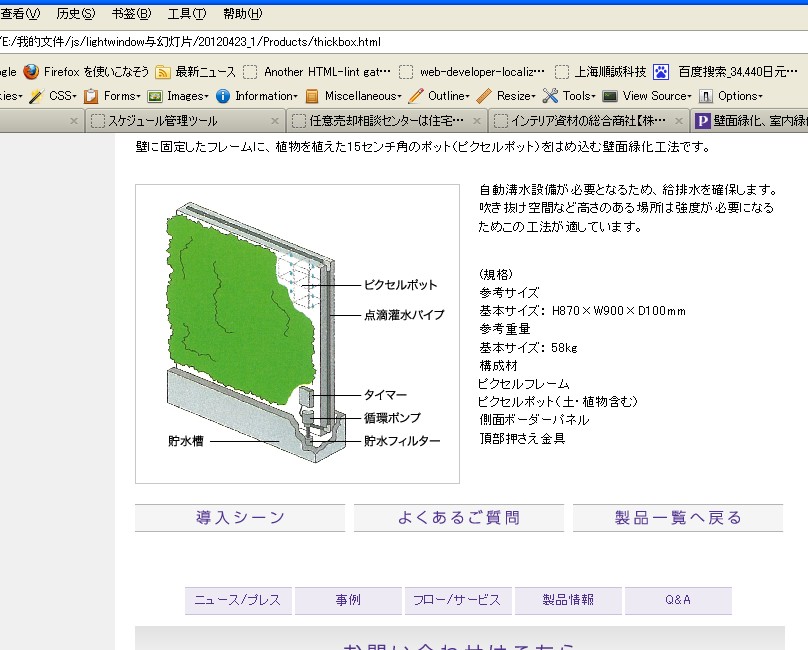 查看(V) 历史(S) 书签(B) 工具(T) 帮助(H)
/E:/我的文件/js/lightwindow与幻灯片/20120423_1/Products/thickbox.html
gle Firefox を使いこなそう 最新ニュース Another HTML-lint gat… web-developer-localiz… 上海順誠科技 百度搜索_34,440日元…
ies CSS Forms Images Information Miscellaneous Outline Resize Tools View Source Options
スケジュール管理ツール 任意売却相談センターは住宅… インテリア資材の総合商社【株… 壁面緑化、室内緑
壁に固定したフレームに、植物を植えた15センチ角のポット(ピクセルポット)をはめ込む壁面緑化工法です。
自動溝水設備が必要となるため、給排水を確保します。
吹き抜け空間など高さのある場所は強度が必要になる
ためこの工法が適しています。
(規格)
参考サイズ
基本サイズ: H870×W900×D100mm
参考重量
基本サイズ: 58kg
構成材
ピクセルフレーム
ピクセルポット(土・植物含む)
側面ボーダーパネル
頂部押さえ金具
ピクセルポット
点滴灌水パイプ
タイマー
循環ポンプ
貯水槽
貯水フィルター
導入シーン よくあるご質問 製品一覧へ戻る
ニュース/プレス 事例 フロー/サービス 製品情報 Q&A
お問い合わせはこちら